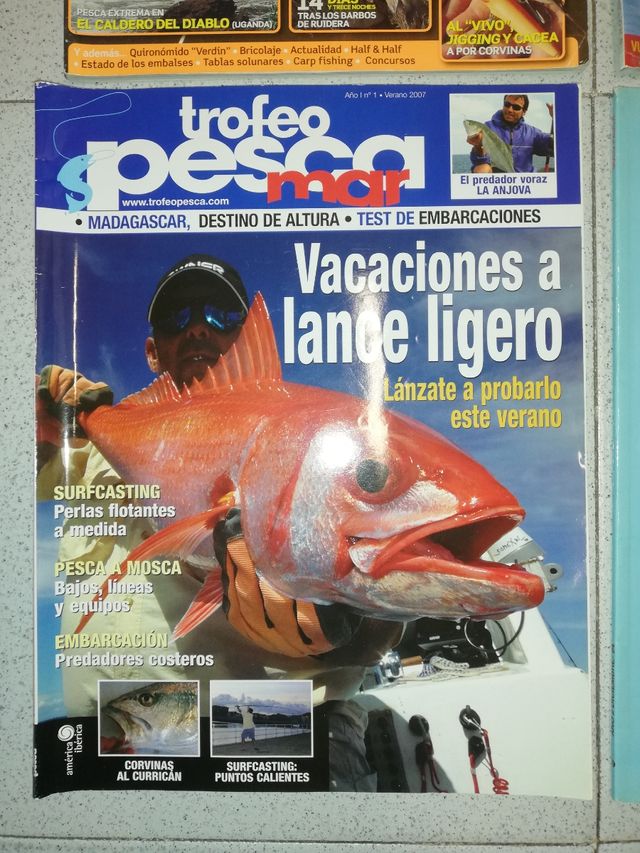 PESCA EXTREMA EN
EL CALDERO DEL DIABLO (UGANDA)
14 DÍAS
Y TRECE NOCHES
TRAS LOS BARBOS
DE RUIDERA
AL "VIVO",
JIGGING Y CACEA
A POR CORVINAS
Y además... Quironómido "Verdín" • Bricolaje • Actualidad • Half & Half
• Estado de los embalses • Tablas solunares • Carp fishing • Concursos
Año I nº 1 • Verano 2007
trofeo
pesca
mar
www.trofeopesca.com
El predador voraz
LA ANJOVA
• MADAGASCAR, DESTINO DE ALTURA • TEST DE EMBARCACIONES
OWNER
Vacaciones a
lance ligero
Lánzate a probarlo
este verano
SURFCASTING
Perlas flotantes
a medida
PESCA A MOSCA
Bajos, líneas
y equipos
EMBARCACIÓN
Predadores costeros
américa
ibérica
CORVINAS
AL CURRICÁN
SURFCASTING:
PUNTOS CALIENTES